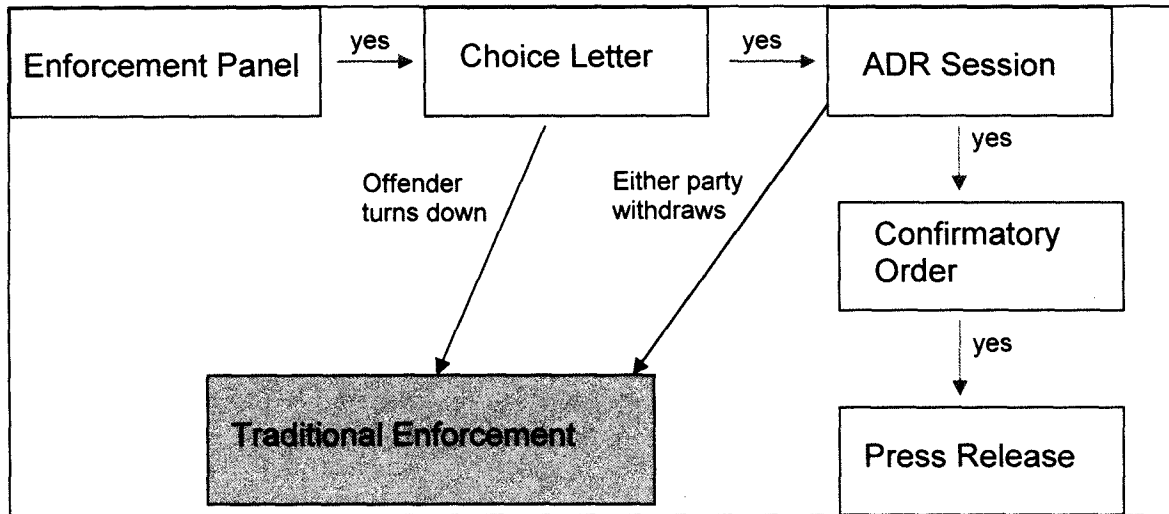 Enforcement Panel
yes
Choice Letter
yes
ADR Session
yes
Offender
turns down
Either party
withdraws
Confirmatory
Order
yes
Traditional Enforcement
Press Release